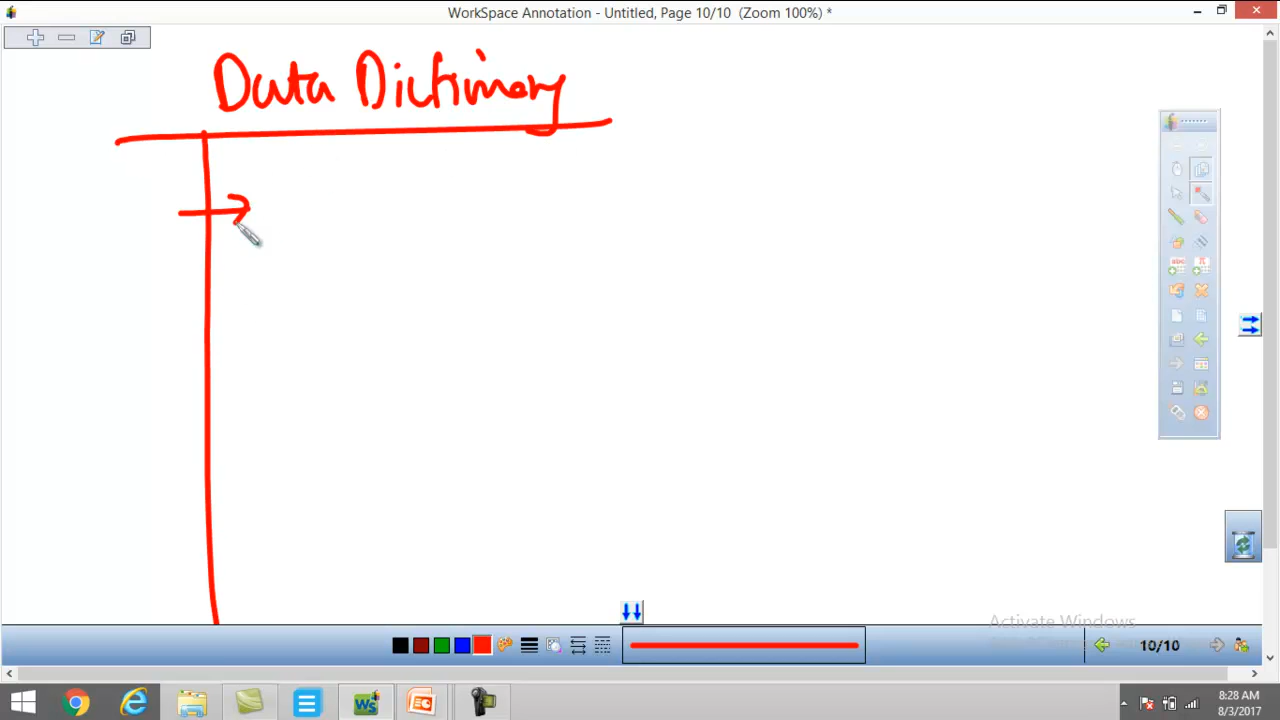 WorkSpace Annotation - Untitled, Page 10/10 (Zoom 100%) *
Data Dictionary
Activate Windows
10/10
8:28 AM
8/3/2017